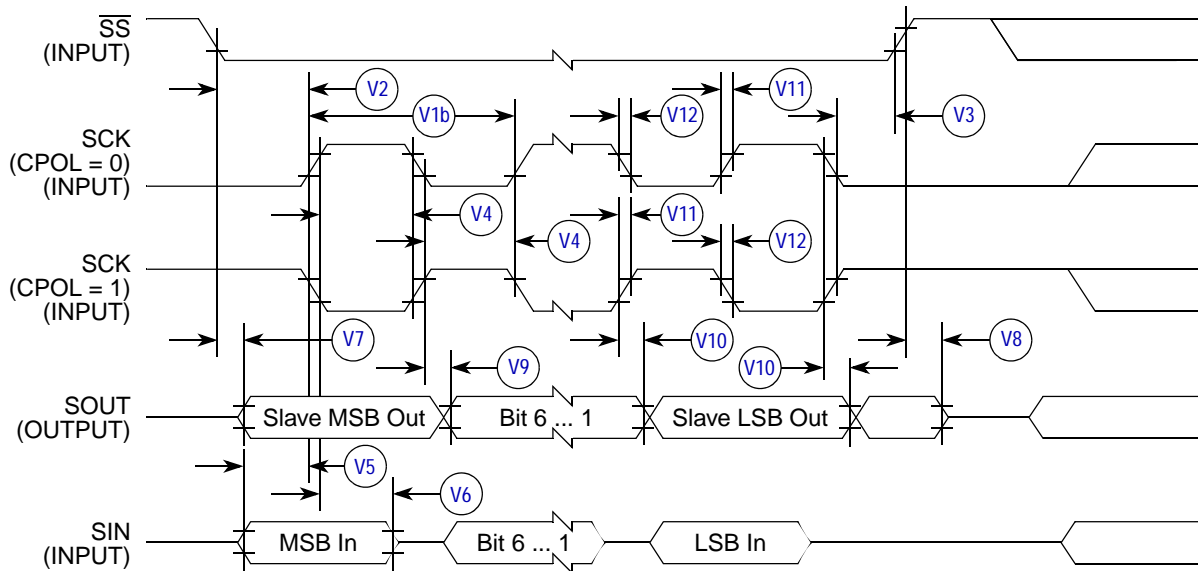 SS
(INPUT)
V2
V11
V1b
V12
V3
SCK
(CPOL = 0)
(INPUT)
V4
V11
V4
V12
SCK
(CPOL = 1)
(INPUT)
V7
V10
V8
V9
V10
SOUT
(OUTPUT)
Slave MSB Out
Bit 6 ... 1
Slave LSB Out
V5
V6
SIN
(INPUT)
MSB In
Bit 6 ... 1
LSB In